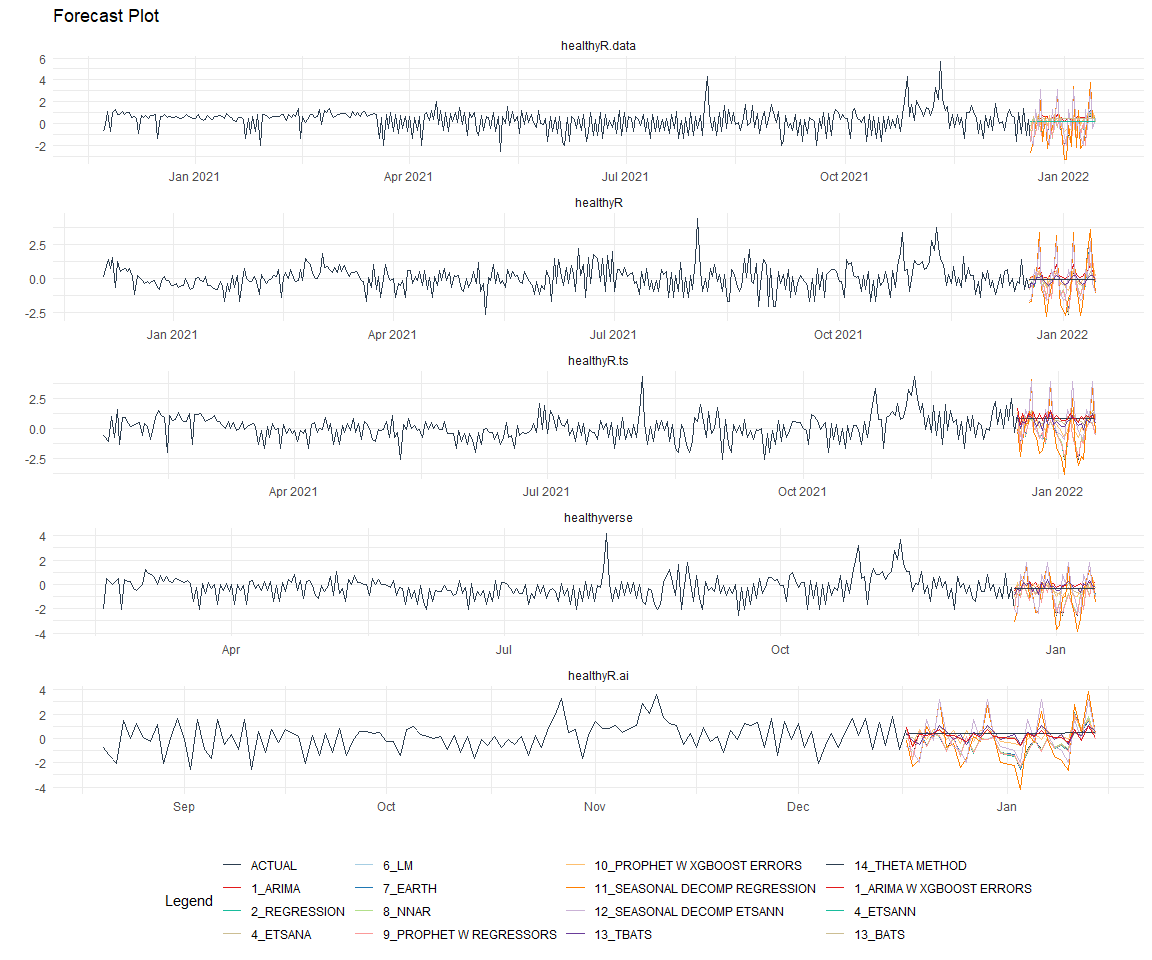 Forecast Plot
healthyR.data
6
4
2
0
-2
Jan 2021 Apr 2021 Jul 2021 Oct 2021 Jan 2022
healthyR
2.5
0.0
-2.5
Jan 2021 Apr 2021 Jul 2021 Oct 2021 Jan 2022
healthyR.ts
2.5
0.0
-2.5
Apr 2021 Jul 2021 Oct 2021 Jan 2022
healthyverse
4
2
0
-2
-4
Apr Jul Oct Jan
healthyR.ai
4
2
0
-2
-4
Sep Oct Nov Dec Jan
Legend
ACTUAL 6_LM 10_PROPHET W XGBOOST ERRORS 14_THETA METHOD
1_ARIMA 7_EARTH 11_SEASONAL DECOMP REGRESSION 1_ARIMA W XGBOOST ERRORS
2_REGRESSION 8_NNAR 12_SEASONAL DECOMP ETSANN 4_ETSANN
4_ETSANA 9_PROPHET W REGRESSORS 13_TBATS 13_BATS